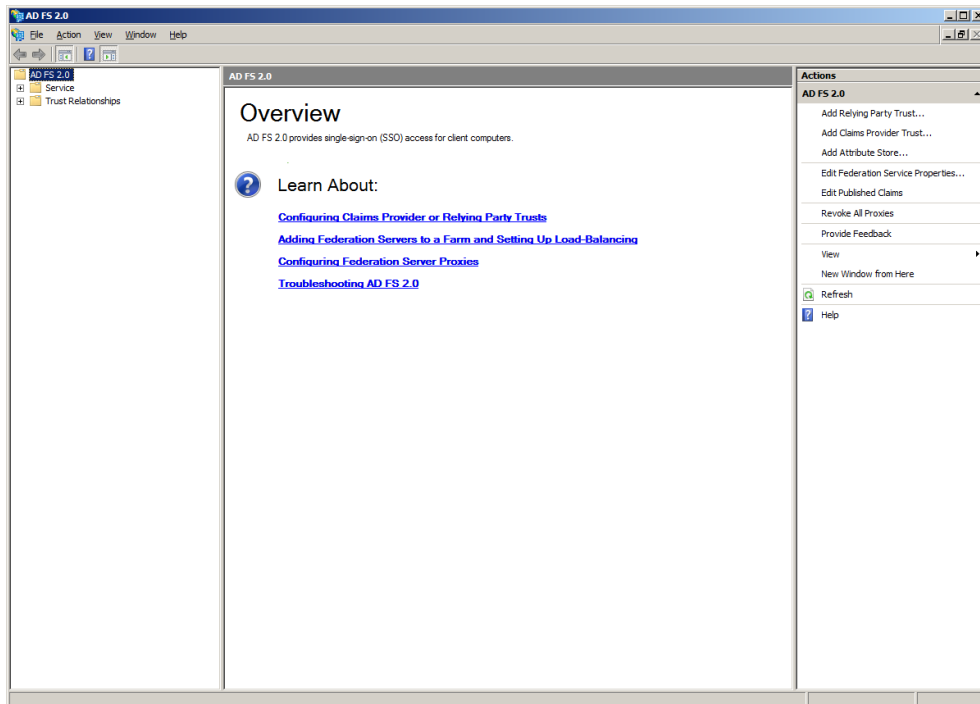 AD FS 2.0
File Action View Window Help
AD FS 2.0
Service
Trust Relationships
AD FS 2.0
Overview
AD FS 2.0 provides single-sign-on (SSO) access for client computers.
Learn About:
Configuring Claims Provider or Relying Party Trusts
Adding Federation Servers to a Farm and Setting Up Load-Balancing
Configuring Federation Server Proxies
Troubleshooting AD FS 2.0
Actions
AD FS 2.0
Add Relying Party Trust...
Add Claims Provider Trust...
Add Attribute Store...
Edit Federation Service Properties...
Edit Published Claims
Revoke All Proxies
Provide Feedback
View
New Window from Here
Refresh
Help